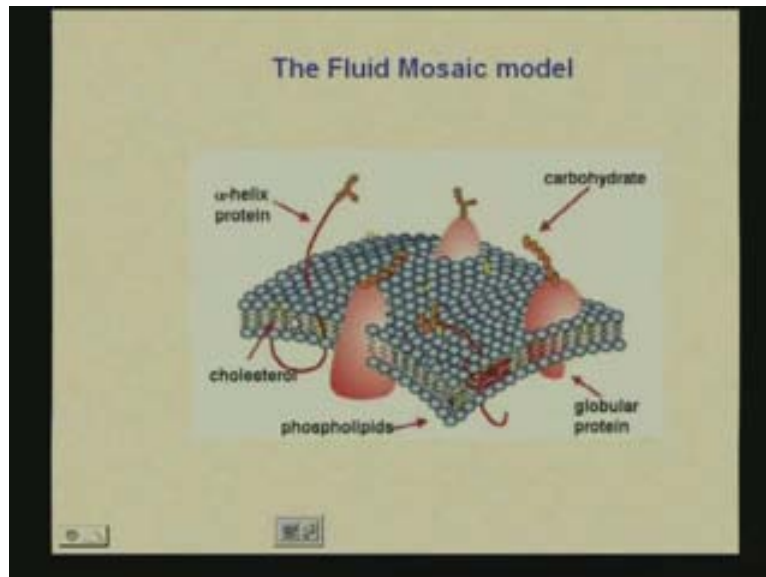 The Fluid Mosaic model
α-helix
protein
carbohydrate
cholesterol
phospholipids
globular
protein